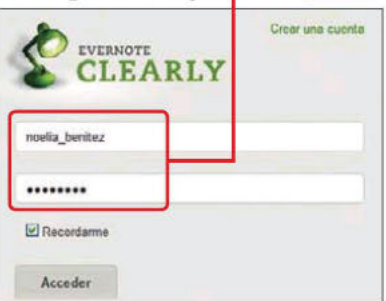 Crear una cuenta
EVERNOTE
CLEARLY
noelia_benitez
••••••••
Recordarme
Acceder